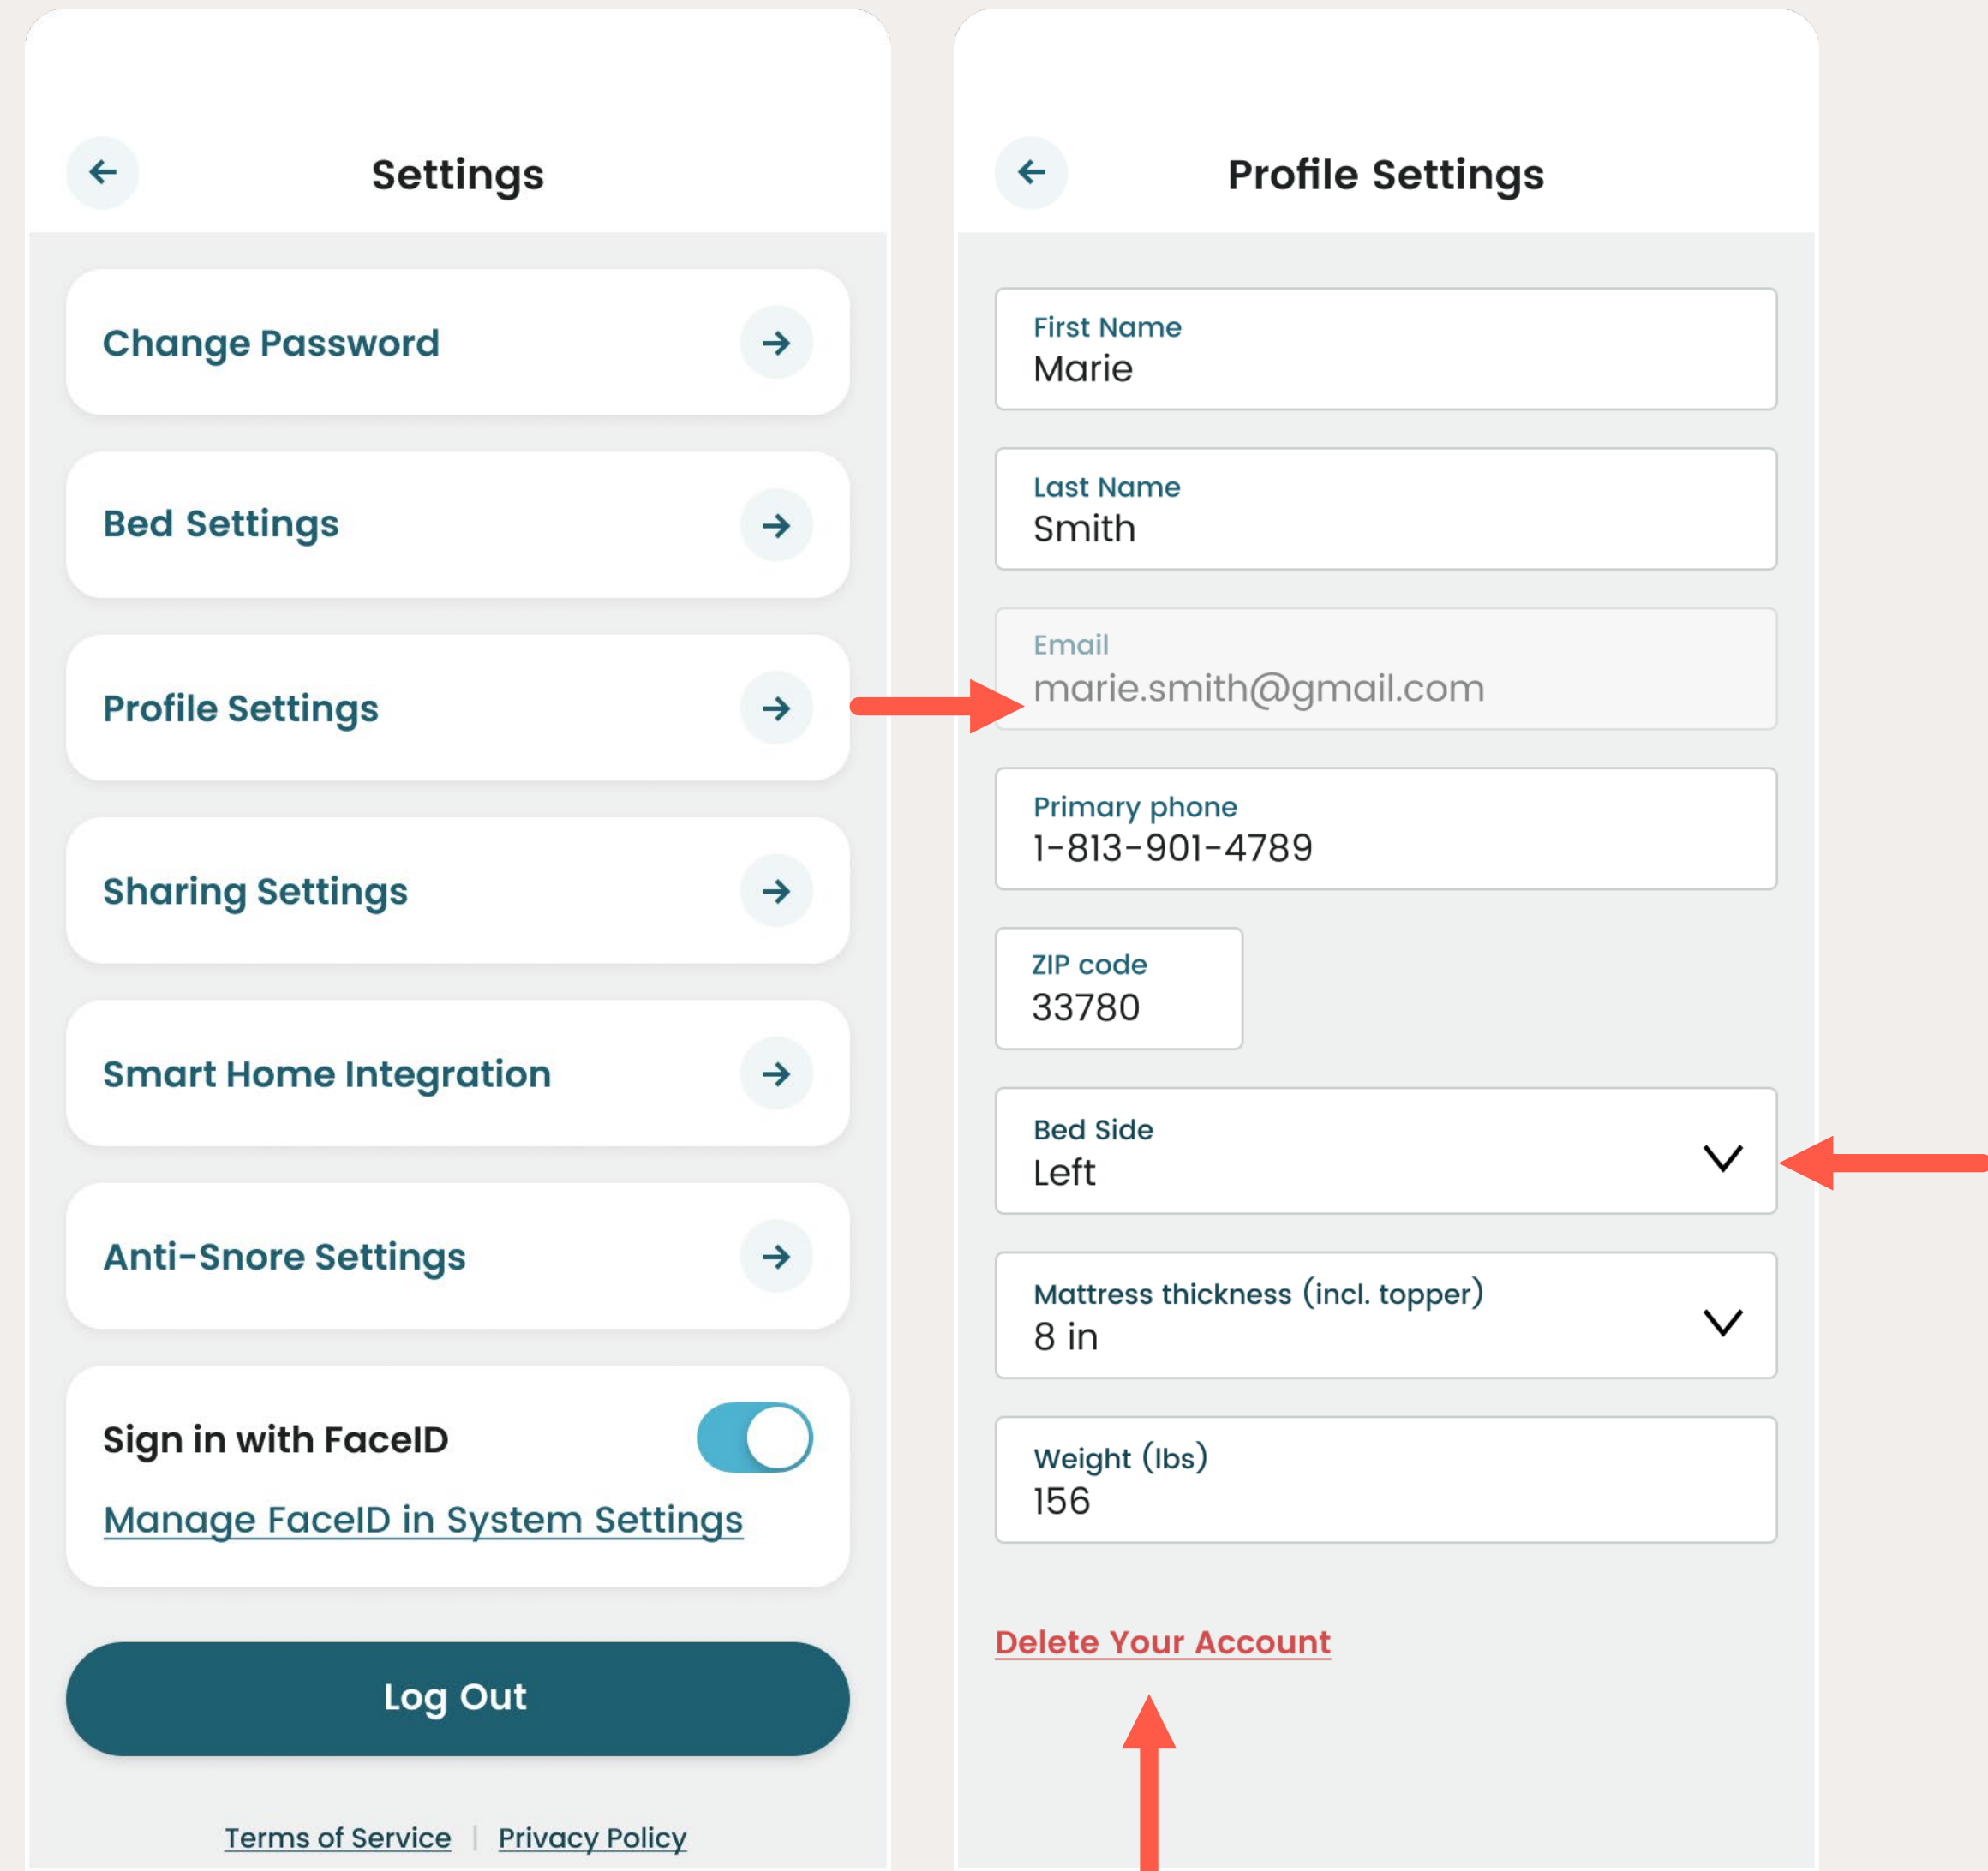 Settings
Change Password
Bed Settings
Profile Settings
Sharing Settings
Smart Home Integration
Anti-Snore Settings
Sign in with FaceID
Manage FaceID in System Settings
Log Out
Terms of Service | Privacy Policy
Profile Settings
First Name
Marie
Last Name
Smith
Email
marie.smith@gmail.com
Primary phone
1-813-901-4789
ZIP code
33780
Bed Side
Left
Mattress thickness (incl. topper)
8 in
Weight (lbs)
156
Delete Your Account